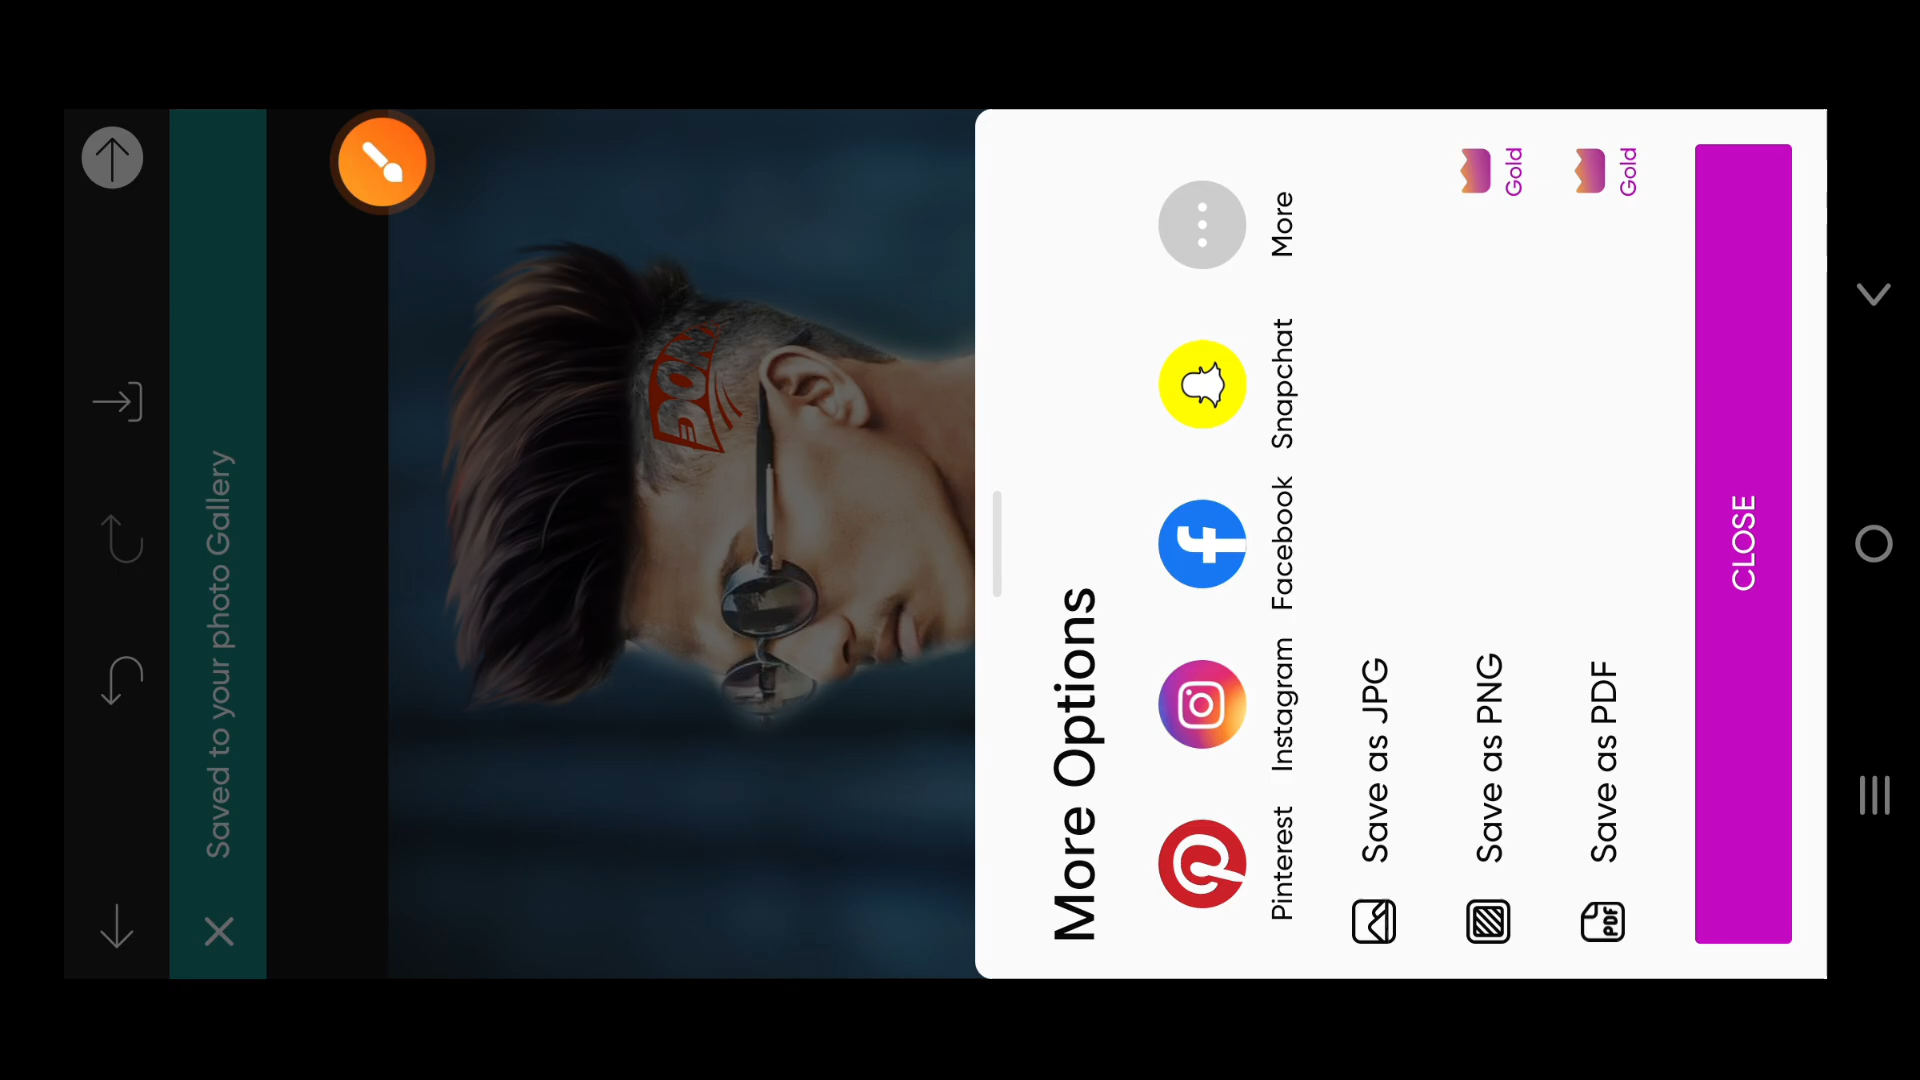 Saved to your photo Gallery
More Options
Pinterest
Instagram
Facebook
Snapchat
More
Save as JPG
Save as PNG
Gold
Save as PDF
PDF
Gold
CLOSE